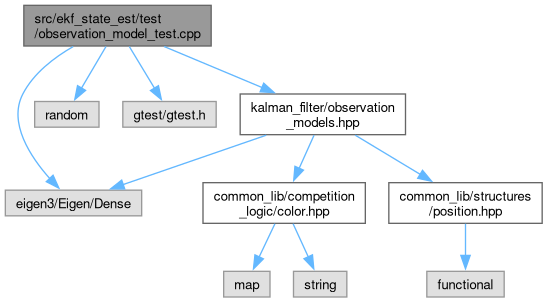 src/ekf_state_est/test
/observation_model_test.cpp
random
gtest/gtest.h
kalman_filter/observation
_models.hpp
eigen3/Eigen/Dense
common_lib/competition
_logic/color.hpp
common_lib/structures
/position.hpp
map
string
functional